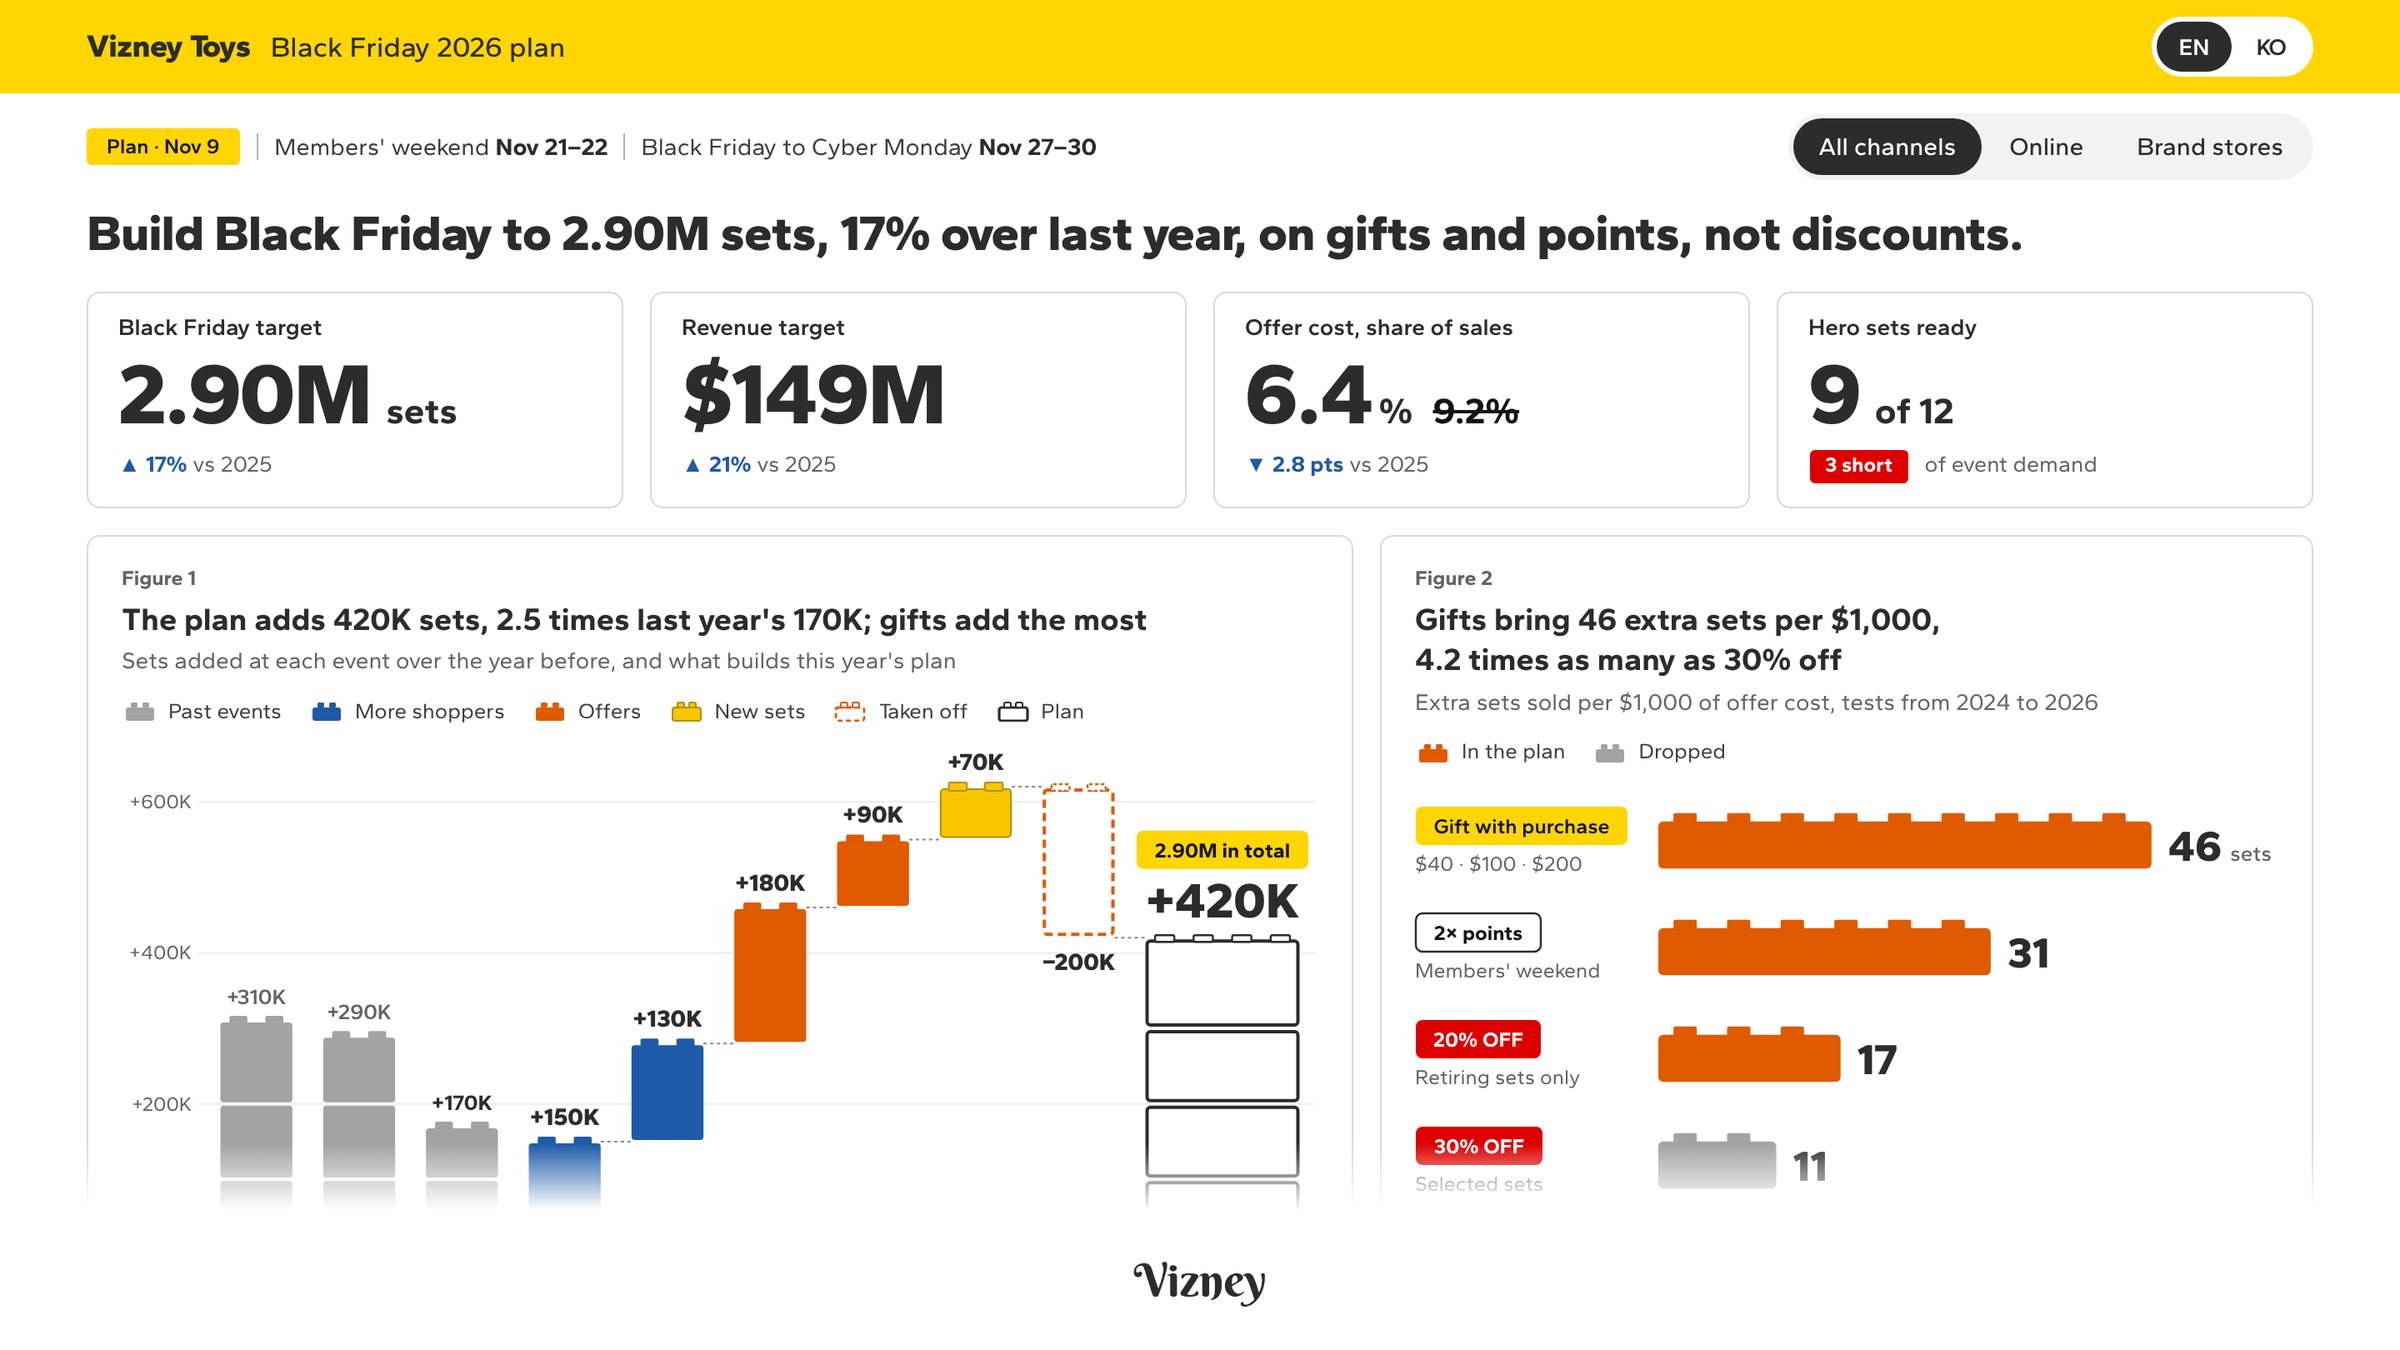 Vizney Toys Black Friday 2026 plan
EN KO
Plan · Nov 9 Members' weekend Nov 21–22 Black Friday to Cyber Monday Nov 27–30
All channels Online Brand stores
Build Black Friday to 2.90M sets, 17% over last year, on gifts and points, not discounts.
Black Friday target
2.90M sets
▲ 17% vs 2025
Revenue target
$149M
▲ 21% vs 2025
Offer cost, share of sales
6.4% 9.2%
▼ 2.8 pts vs 2025
Hero sets ready
9 of 12
3 short of event demand
Figure 1
The plan adds 420K sets, 2.5 times last year's 170K; gifts add the most
Sets added at each event over the year before, and what builds this year's plan
Past events More shoppers Offers New sets Taken off Plan
+600K
+400K
+200K
+310K
+290K
+170K
+150K
+130K
+180K
+90K
+70K
−200K
2.90M in total
+420K
Figure 2
Gifts bring 46 extra sets per $1,000,
4.2 times as many as 30% off
Extra sets sold per $1,000 of offer cost, tests from 2024 to 2026
In the plan Dropped
Gift with purchase
$40 · $100 · $200
46 sets
2× points
Members' weekend
31
20% OFF
Retiring sets only
17
30% OFF
Selected sets
11
Vizney